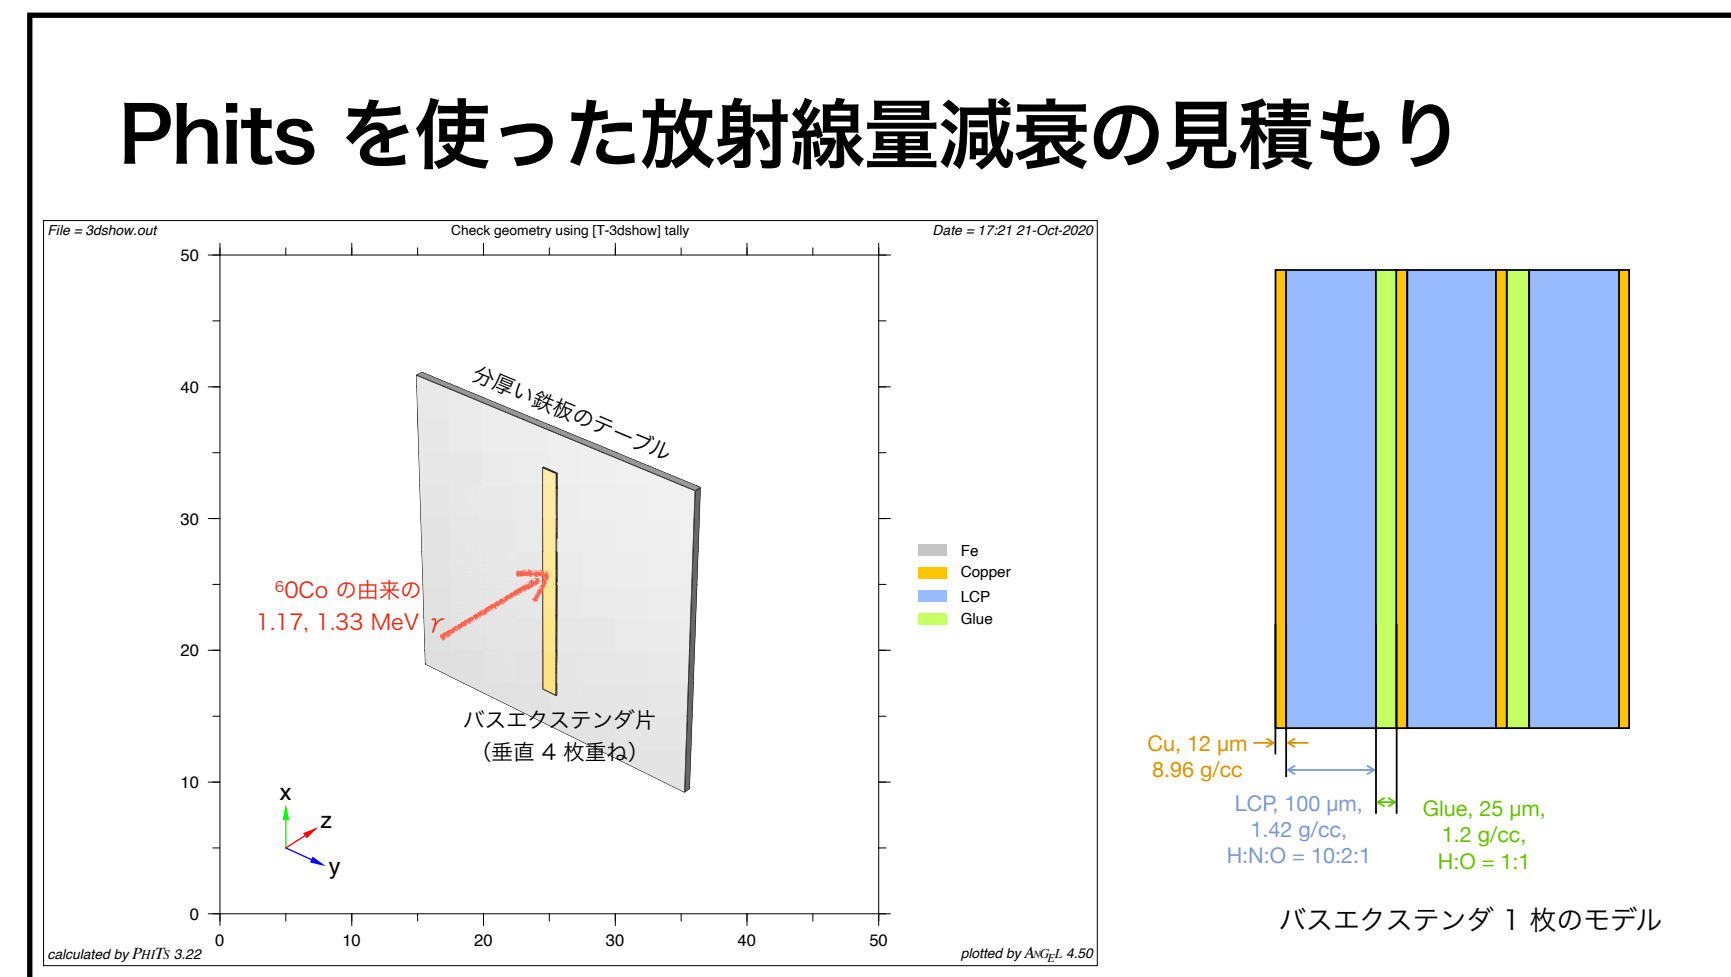 Phits を使った放射線量減衰の見積もり
File = 3dshow.out
Check geometry using [T-3dshow] tally
Date = 17:21 21-Oct-2020
50
40
30
20
10
0
0
10
20
30
40
50
分厚い鉄板のテーブル
⁶0Co の由来の
1.17, 1.33 MeV γ
バスエクステンダ片
（垂直 4 枚重ね）
x
z
y
Fe
Copper
LCP
Glue
calculated by PHITS 3.22
plotted by ANGEL 4.50
Cu, 12 μm
8.96 g/cc
LCP, 100 μm,
1.42 g/cc,
H:N:O = 10:2:1
Glue, 25 μm,
1.2 g/cc,
H:O = 1:1
バスエクステンダ 1 枚のモデル